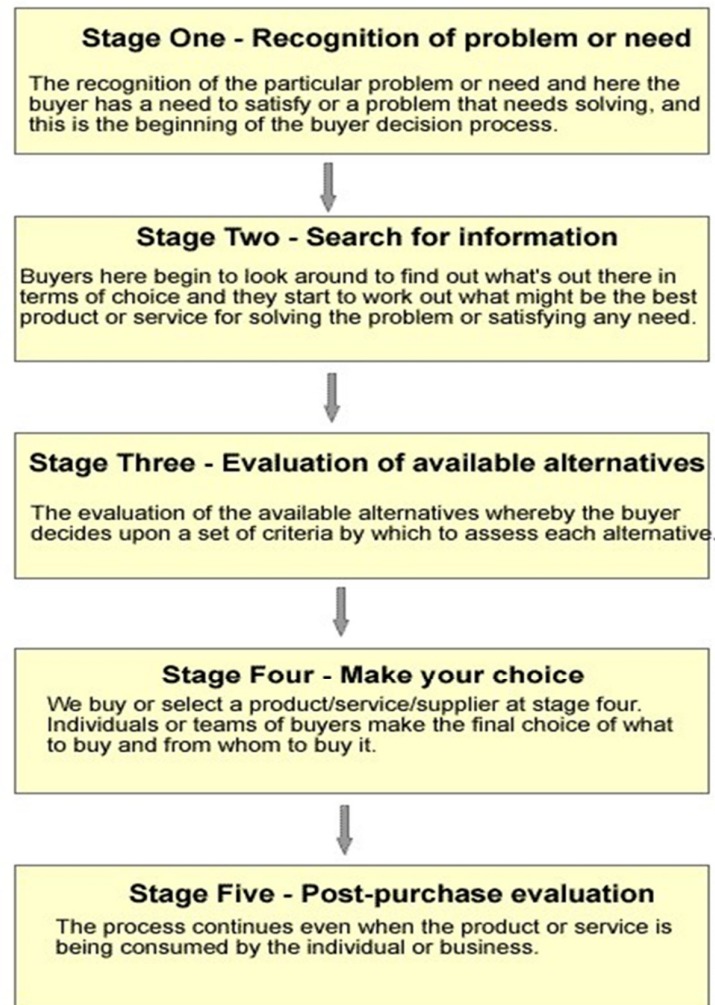 Stage One - Recognition of problem or need
The recognition of the particular problem or need and here the
buyer has a need to satisfy or a problem that needs solving, and
this is the beginning of the buyer decision process.
Stage Two - Search for information
Buyers here begin to look around to find out what's out there in
terms of choice and they start to work out what might be the best
product or service for solving the problem or satisfying any need.
Stage Three - Evaluation of available alternatives
The evaluation of the available alternatives whereby the buyer
decides upon a set of criteria by which to assess each alternative.
Stage Four - Make your choice
We buy or select a product/service/supplier at stage four.
Individuals or teams of buyers make the final choice of what
to buy and from whom to buy it.
Stage Five - Post-purchase evaluation
The process continues even when the product or service is
being consumed by the individual or business.